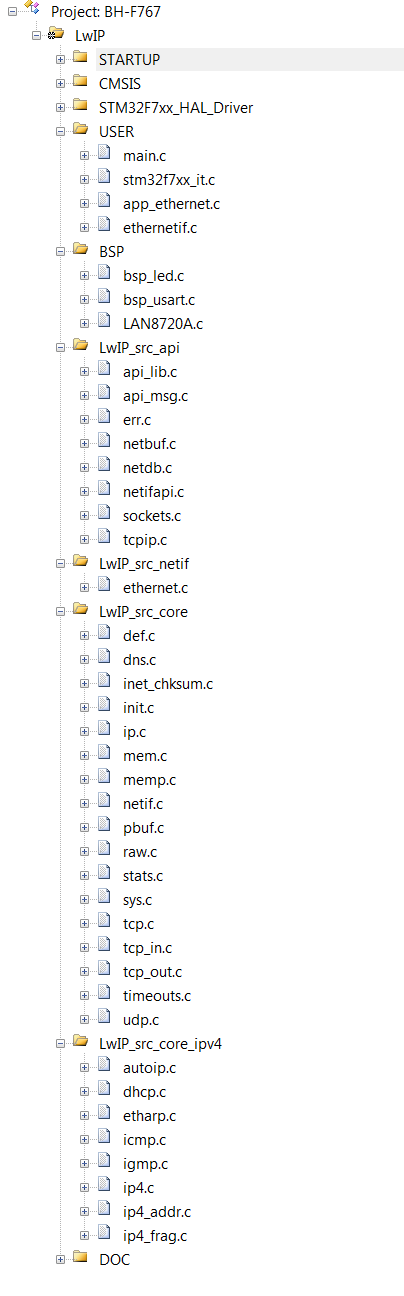 Project: BH-F767
LwIP
STARTUP
CMSIS
STM32F7xx_HAL_Driver
USER
main.c
stm32f7xx_it.c
app_ethernet.c
ethernetif.c
BSP
bsp_led.c
bsp_usart.c
LAN8720A.c
LwIP_src_api
api_lib.c
api_msg.c
err.c
netbuf.c
netdb.c
netifapi.c
sockets.c
tcpip.c
LwIP_src_netif
ethernet.c
LwIP_src_core
def.c
dns.c
inet_chksum.c
init.c
ip.c
mem.c
memp.c
netif.c
pbuf.c
raw.c
stats.c
sys.c
tcp.c
tcp_in.c
tcp_out.c
timeouts.c
udp.c
LwIP_src_core_ipv4
autoip.c
dhcp.c
etharp.c
icmp.c
igmp.c
ip4.c
ip4_addr.c
ip4_frag.c
DOC